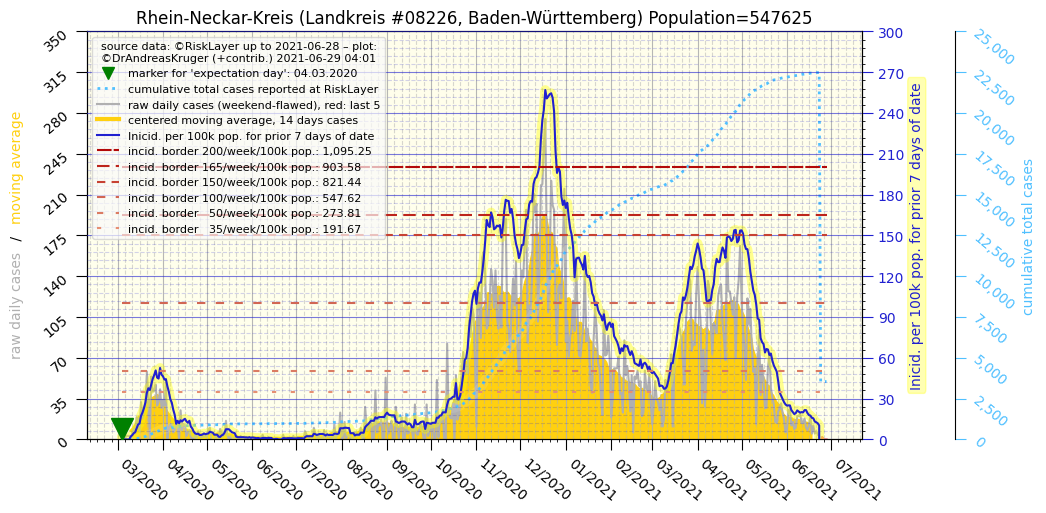 Rhein-Neckar-Kreis (Landkreis #08226, Baden-Württemberg) Population=547625
source data: ©RiskLayer up to 2021-06-28 – plot:
©DrAndreasKruger (+contrib.) 2021-06-29 04:01
marker for 'expectation day': 04.03.2020
cumulative total cases reported at RiskLayer
raw daily cases (weekend-flawed), red: last 5
centered moving average, 14 days cases
Inicid. per 100k pop. for prior 7 days of date
incid. border 200/week/100k pop.: 1,095.25
incid. border 165/week/100k pop.: 903.58
incid. border 150/week/100k pop.: 821.44
incid. border 100/week/100k pop.: 547.62
incid. border 50/week/100k pop.: 273.81
incid. border 35/week/100k pop.: 191.67
raw daily cases / moving average
350
315
280
245
210
175
140
105
70
35
0
03/2020
04/2020
05/2020
06/2020
07/2020
08/2020
09/2020
10/2020
11/2020
12/2020
01/2021
02/2021
03/2021
04/2021
05/2021
06/2021
07/2021
300
270
240
210
180
150
120
90
60
30
0
Inicid. per 100k pop. for prior 7 days of date
25,000
22,500
20,000
17,500
15,000
12,500
10,000
7,500
5,000
2,500
0
cumulative total cases